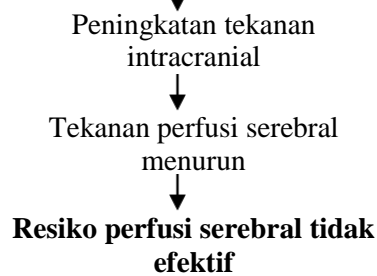 Peningkatan tekanan
intracranial
Tekanan perfusi serebral
menurun
Resiko perfusi serebral tidak
efektif